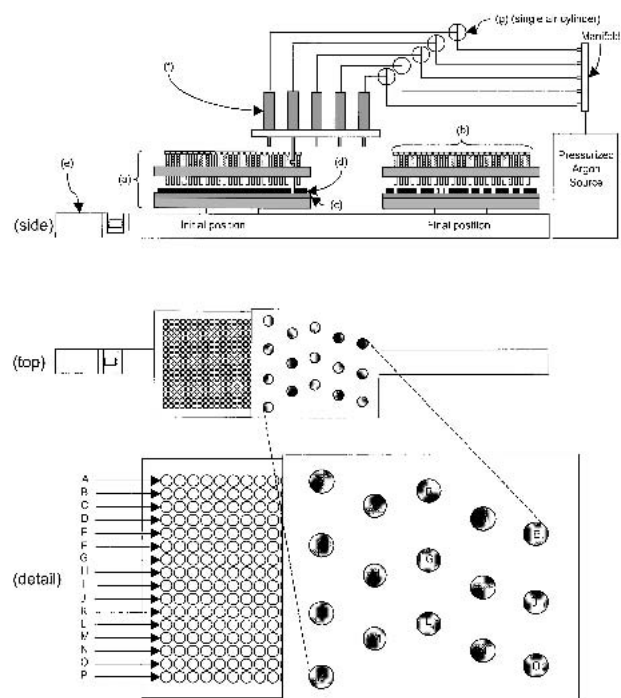 (g) (single air cylinder)
Manifold
(f)
(b)
Pressurized
Argon
Source
(a)
(d)
(e)
(c)
(side)
Initial position
Final position
(top)
A
B
C
D
E
F
G
H
I
J
K
L
M
N
O
P
(detail)
E
G
J
L
O